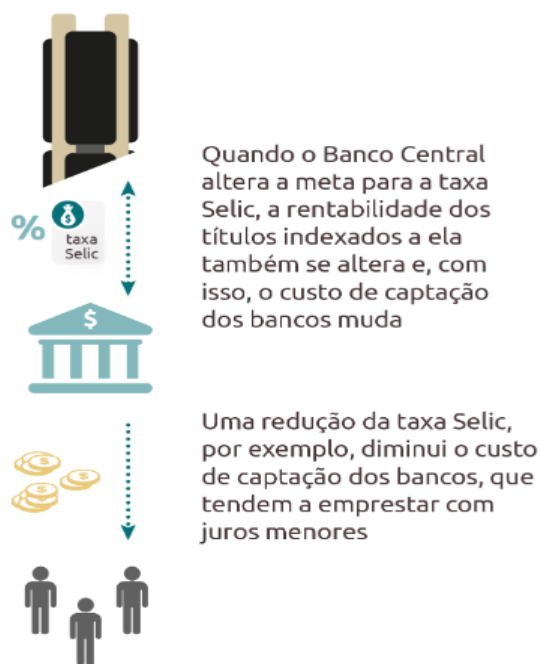 Quando o Banco Central
altera a meta para a taxa
Selic, a rentabilidade dos
títulos indexados a ela
também se altera e, com
isso, o custo de captação
dos bancos muda
%
$
taxa
Selic
$
Uma redução da taxa Selic,
por exemplo, diminui o custo
de captação dos bancos, que
tendem a emprestar com
juros menores
$
$
$
$